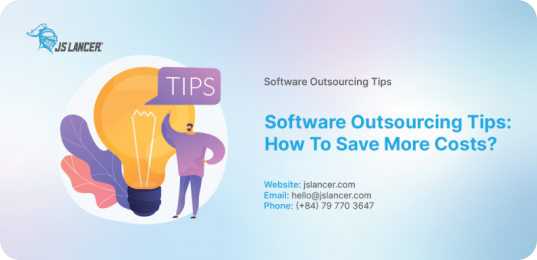 JS LANCER
TIPS
Software Outsourcing Tips
Software Outsourcing Tips:
How To Save More Costs?
Website: jslancer.com
Email: hello@jslancer.com
Phone: (+84) 79 770 3647